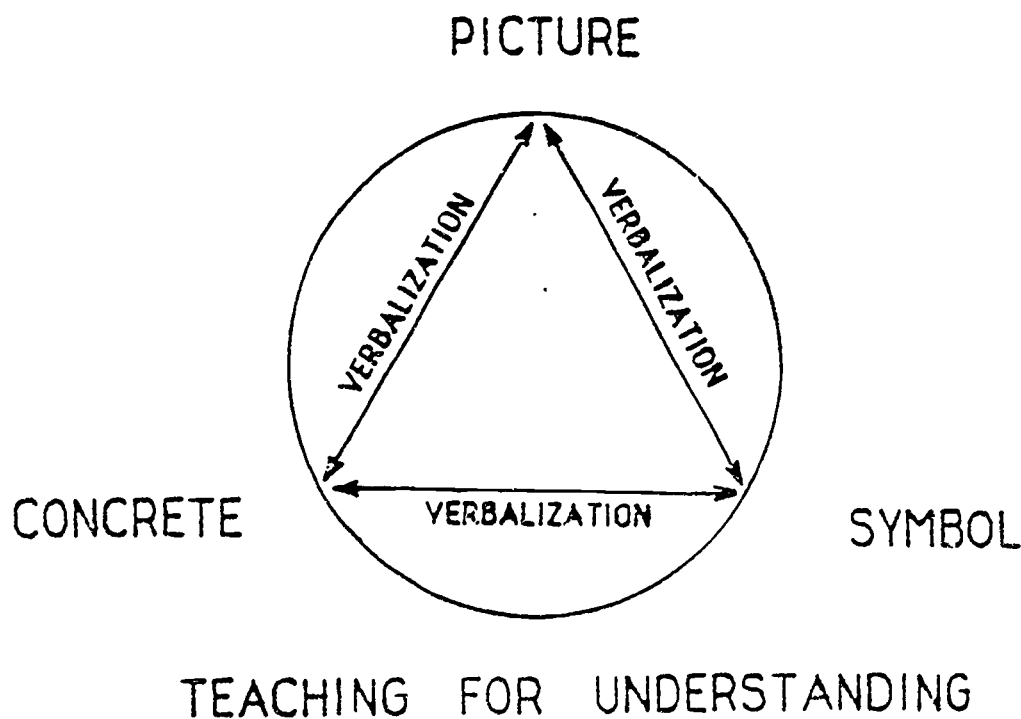 PICTURE
VERBALIZATION
VERBALIZATION
CONCRETE
VERBALIZATION
SYMBOL
TEACHING FOR UNDERSTANDING